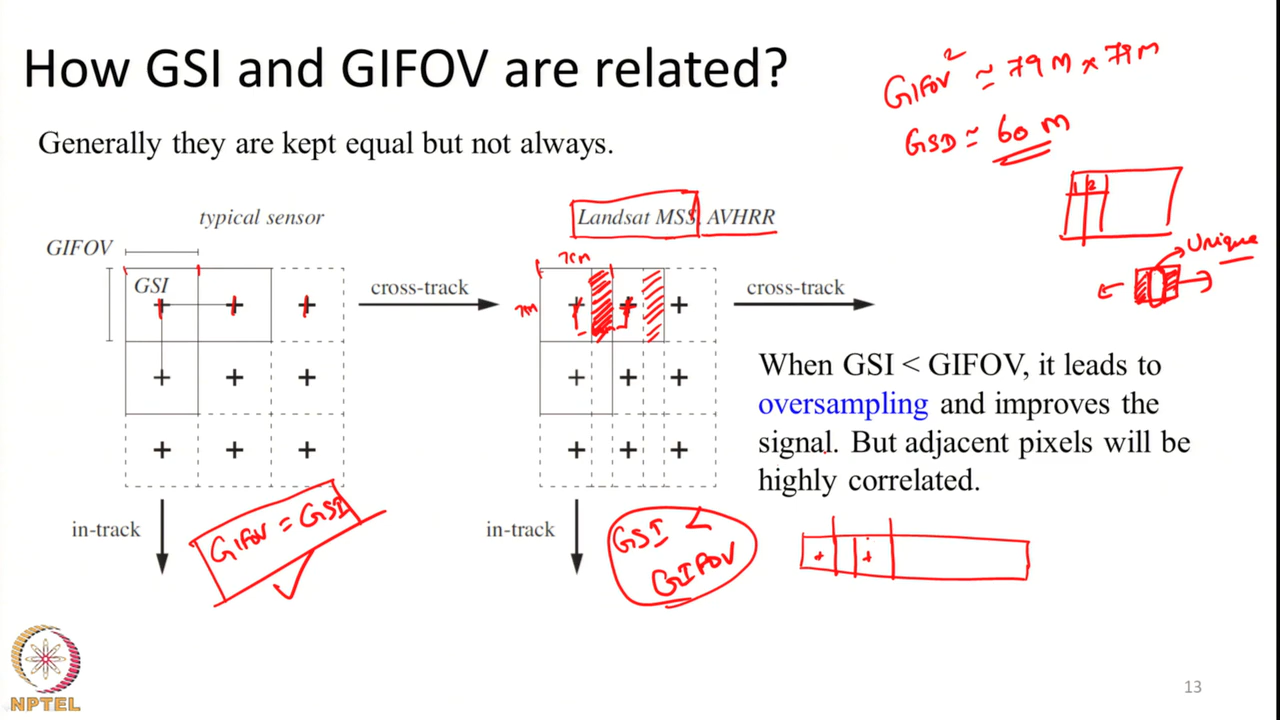 How GSI and GIFOV are related?
GIFOV² ≃ 79 M × 79 M
GSD ≃ 60 M
Generally they are kept equal but not always.
1 2
typical sensor
Landsat MSS, AVHRR
Unique
GIFOV
GSI
cross-track
cross-track
When GSI < GIFOV, it leads to
oversampling and improves the
signal. But adjacent pixels will be
highly correlated.
in-track
GIFOV = GSI
in-track
GSI <
GIFOV
NPTEL
13